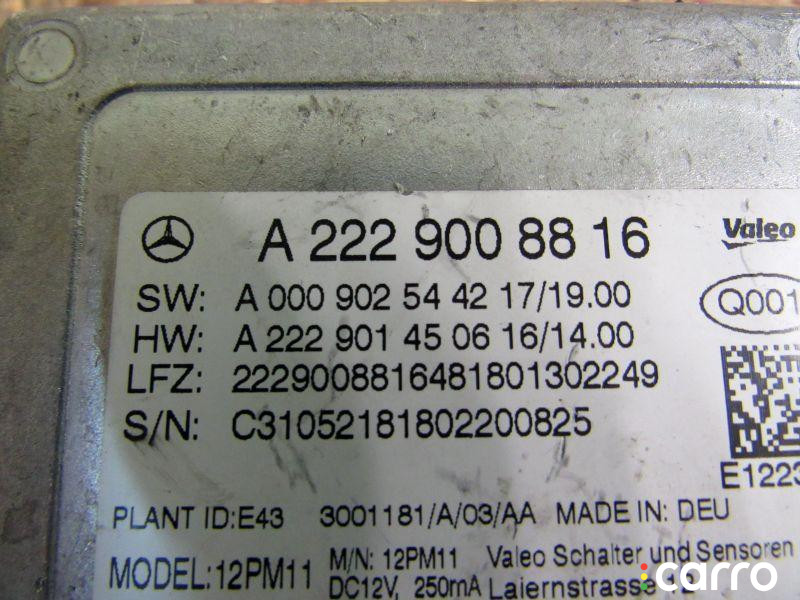 A 222 900 88 16 Valeo
SW: A 000 902 54 42 17/19.00
HW: A 222 901 45 06 16/14.00 Q001
LFZ: 2229008816481801302249
S/N: C31052181802200825
E1223
PLANT ID:E43 3001181/A/03/AA MADE IN: DEU
MODEL:12PM11 M/N: 12PM11 Valeo Schalter und Sensoren
DC12V, 250mA Laiernstrasse
carro